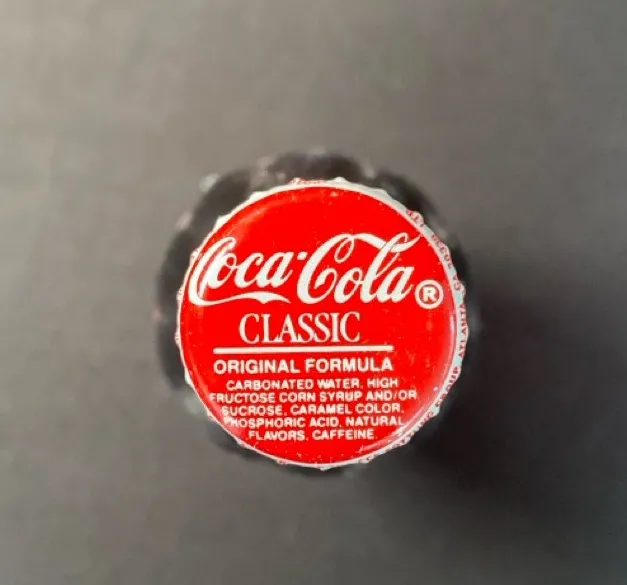 Coca-Cola®
CLASSIC
ORIGINAL FORMULA
CARBONATED WATER, HIGH
FRUCTOSE CORN SYRUP AND/OR
SUCROSE, CARAMEL COLOR,
PHOSPHORIC ACID, NATURAL
FLAVORS, CAFFEINE.
ATLANTA